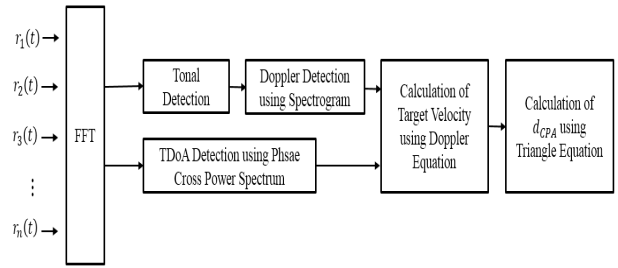 r₁(t)
r₂(t)
r₃(t)
⋮
rₙ(t)
FFT
Tonal
Detection
Doppler Detection
using Spectrogram
TDoA Detection using Phsae
Cross Power Spectrum
Calculation of
Target Velocity
using Doppler
Equation
Calculation of
d_CPA using
Triangle Equation